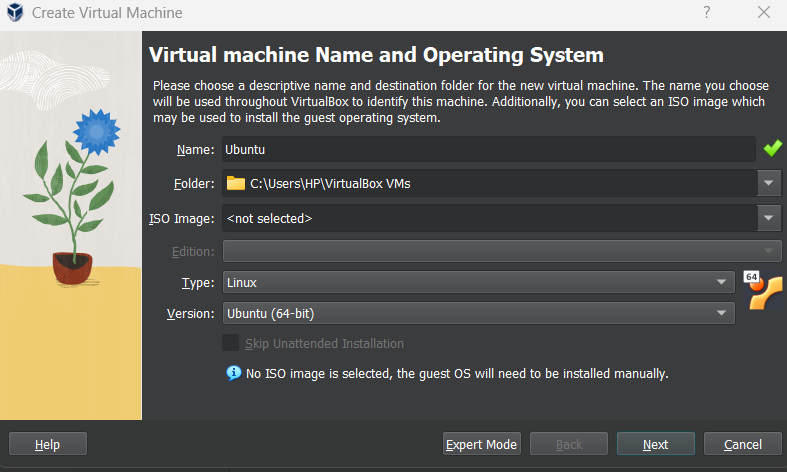 Create Virtual Machine
?
Virtual machine Name and Operating System
Please choose a descriptive name and destination folder for the new virtual machine. The name you choose
will be used throughout VirtualBox to identify this machine. Additionally, you can select an ISO image which
may be used to install the guest operating system.
Name: Ubuntu
Folder: C:\Users\HP\VirtualBox VMs
ISO Image: <not selected>
Edition:
Type: Linux
64
Version: Ubuntu (64-bit)
Skip Unattended Installation
No ISO image is selected, the guest OS will need to be installed manually.
Help Expert Mode Back Next Cancel